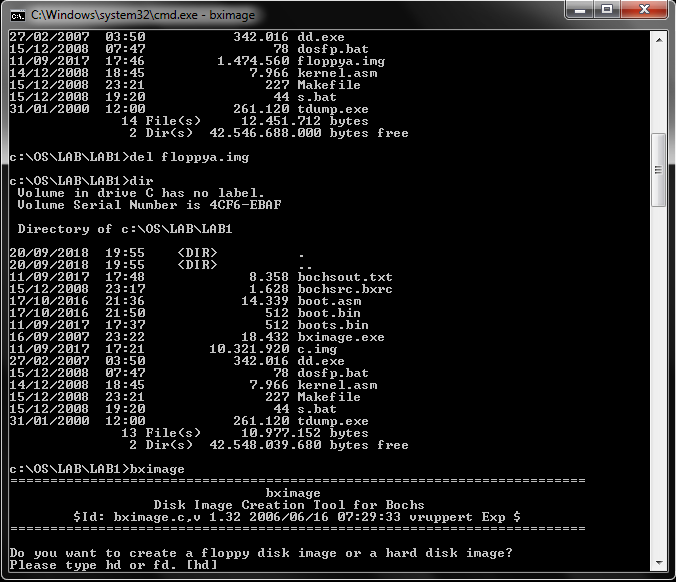 C:\Windows\system32\cmd.exe - bximage
27/02/2007  03:50           342.016 dd.exe
15/12/2008  07:47                78 dosfp.bat
11/09/2017  17:46         1.474.560 floppya.img
14/12/2008  18:45             7.966 kernel.asm
15/12/2008  23:21               227 Makefile
15/12/2008  19:20                44 s.bat
31/01/2000  12:00           261.120 tdump.exe
              14 File(s)     12.451.712 bytes
               2 Dir(s)  42.546.688.000 bytes free
c:\OS\LAB\LAB1>del floppya.img
c:\OS\LAB\LAB1>dir
 Volume in drive C has no label.
 Volume Serial Number is 4CF6-EBAF
 Directory of c:\OS\LAB\LAB1
20/09/2018  19:55    <DIR>          .
20/09/2018  19:55    <DIR>          ..
11/09/2017  17:48             8.358 bochsout.txt
15/12/2008  23:17             1.628 bochsrc.bxrc
17/10/2016  21:36            14.339 boot.asm
17/10/2016  21:50               512 boot.bin
11/09/2017  17:37               512 boots.bin
16/09/2007  23:22            18.432 bximage.exe
11/09/2017  17:21        10.321.920 c.img
27/02/2007  03:50           342.016 dd.exe
15/12/2008  07:47                78 dosfp.bat
14/12/2008  18:45             7.966 kernel.asm
15/12/2008  23:21               227 Makefile
15/12/2008  19:20                44 s.bat
31/01/2000  12:00           261.120 tdump.exe
              13 File(s)     10.977.152 bytes
               2 Dir(s)  42.548.039.680 bytes free
c:\OS\LAB\LAB1>bximage
========================================================================
                                bximage
                  Disk Image Creation Tool for Bochs
        $Id: bximage.c,v 1.32 2006/06/16 07:29:33 vruppert Exp $
========================================================================
Do you want to create a floppy disk image or a hard disk image?
Please type hd or fd. [hd]